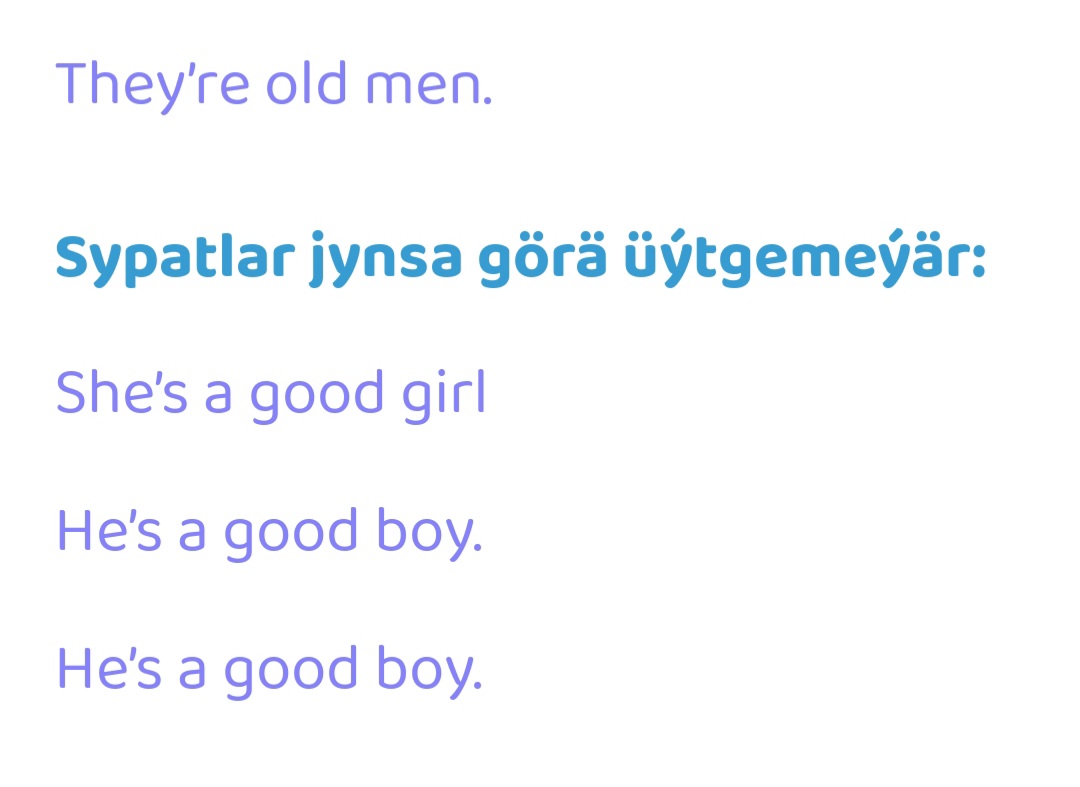 They're old men.
Sypatlar jynsa görä üýtgemeýär:
She's a good girl
He's a good boy.
He's a good boy.